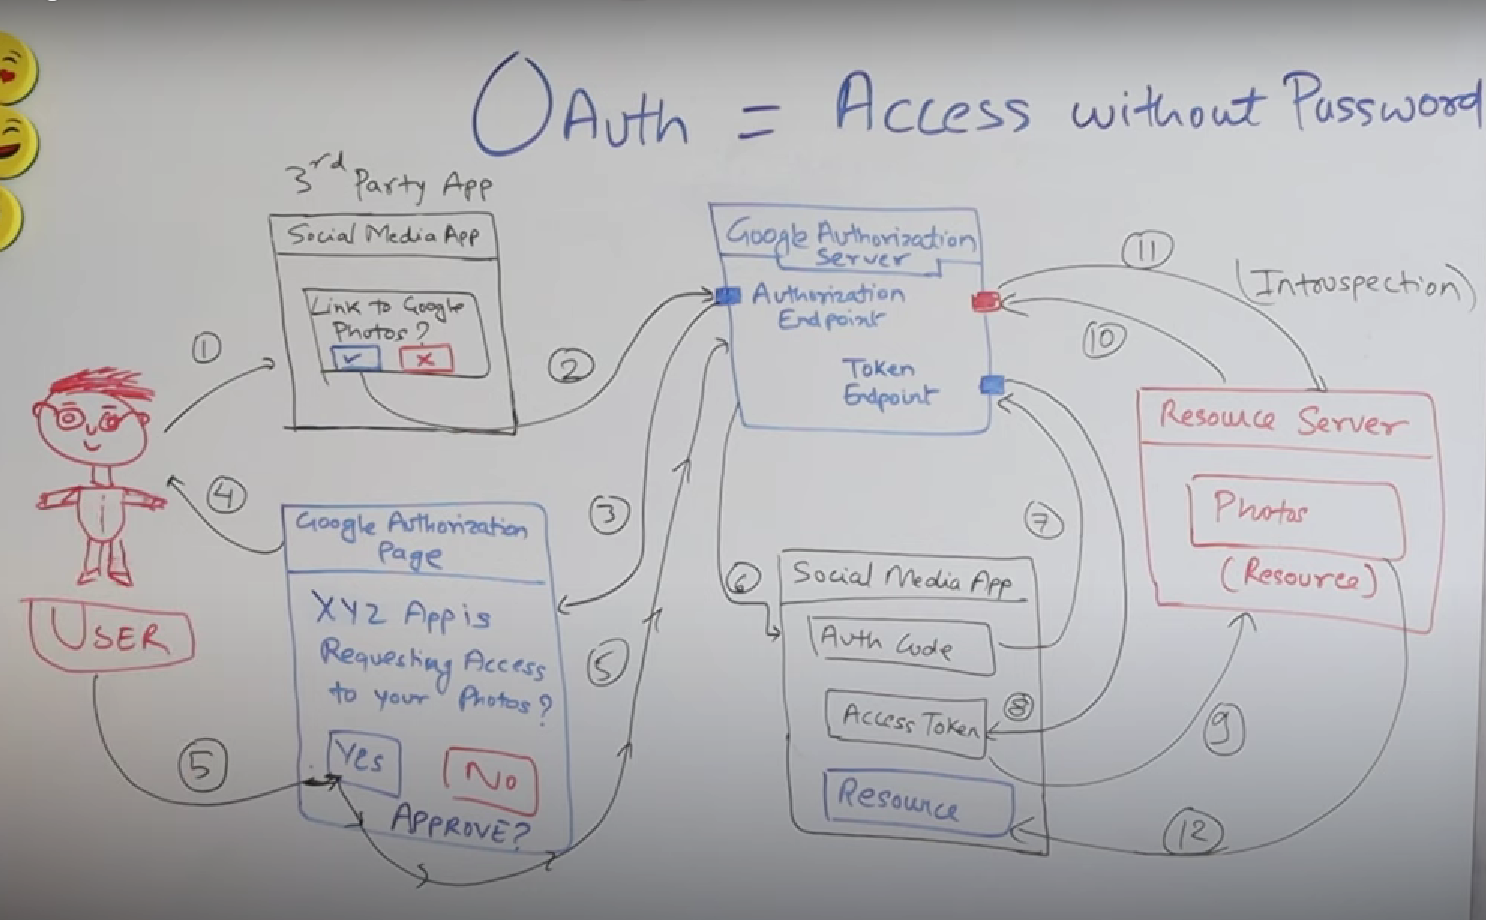 OAuth = Access without Password
3rd Party App
Social Media App
Link to Google
Photos?
✓ X
1
2
Google Authorization
Server
Authorization
Endpoint
Token
Endpoint
11
(Introspection)
10
Resource Server
Photos
(Resource)
4
USER
5
Google Authorization
Page
XYZ App is
Requesting Access
to your Photos?
Yes
No
APPROVE?
3
5
6
7
Social Media App
Auth Code
Access Token
8
Resource
9
12